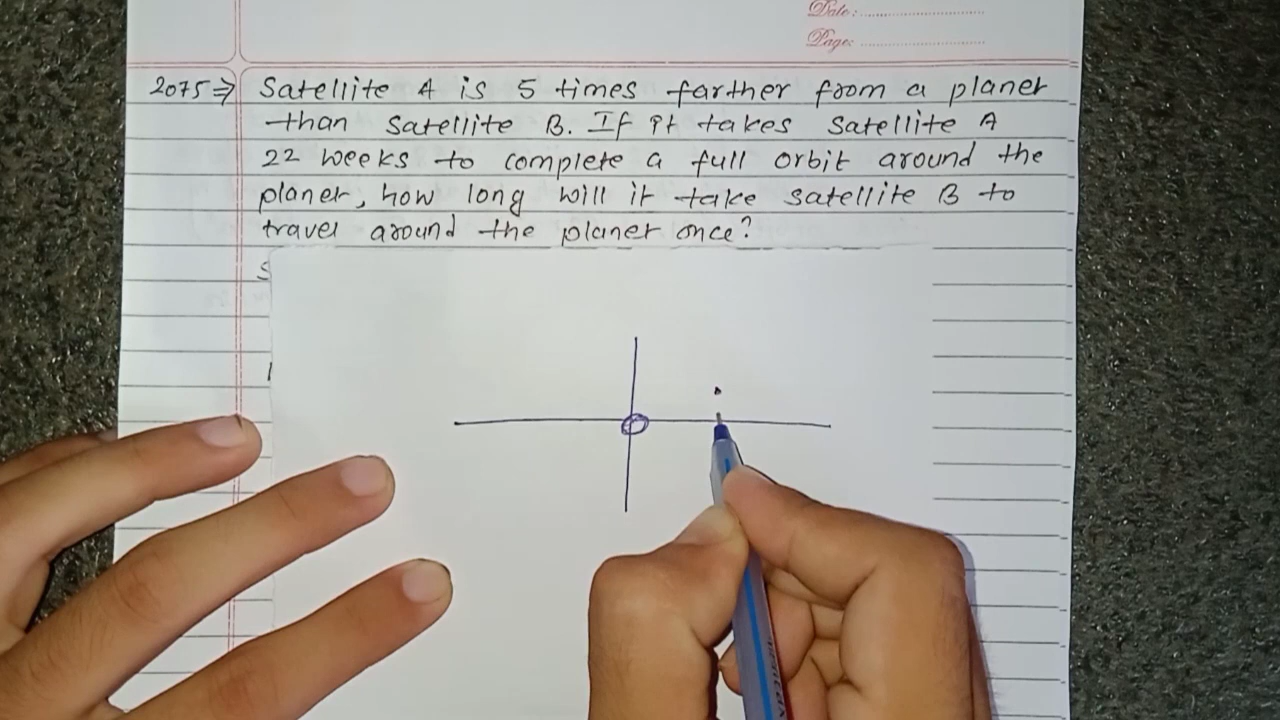 Date: ................................
Page: ................................
2075⇒ Satellite A is 5 times farther from a planet
than satellite B. If it takes satellite A
22 weeks to complete a full orbit around the
planet, how long will it take satellite B to
travel around the planet once?
S